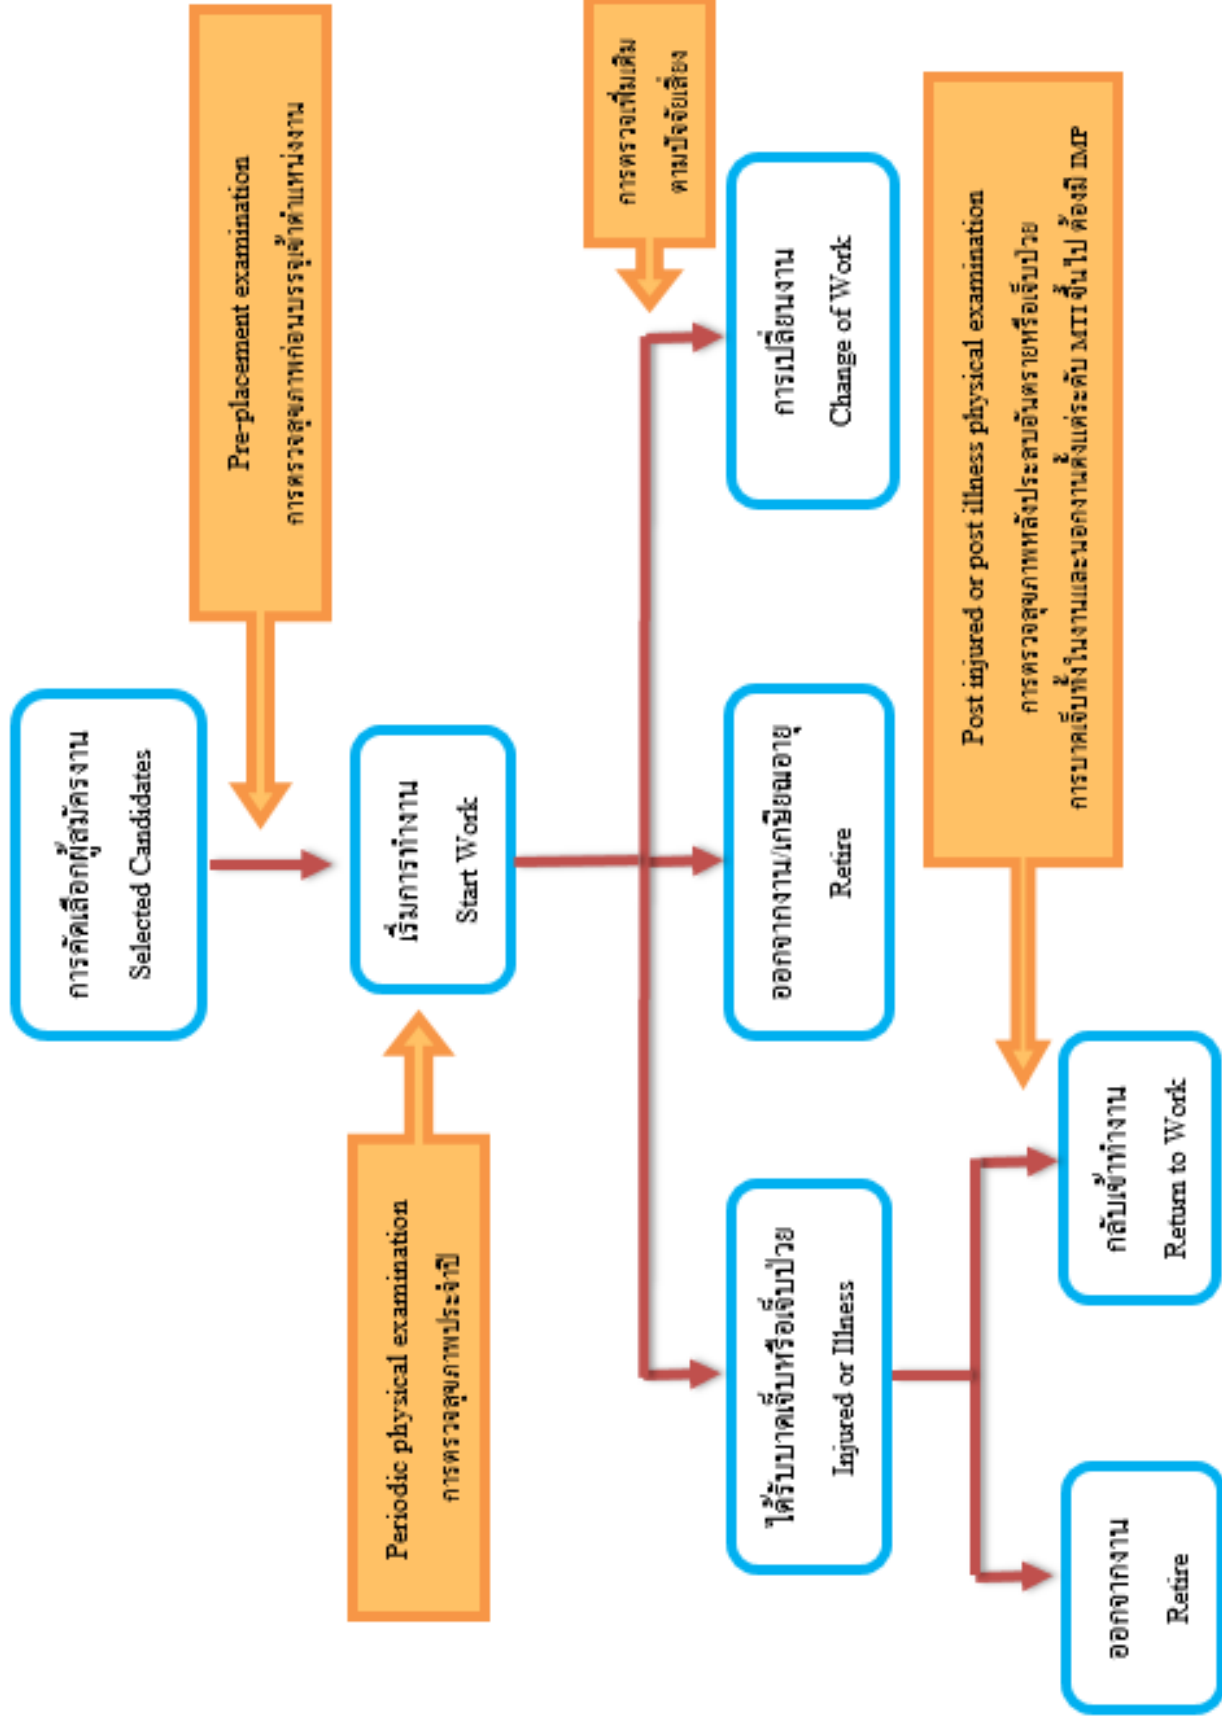 การคัดเลือกผู้สมัครงาน
Selected Candidates
Pre-placement examination
การตรวจสุขภาพก่อนบรรจุเข้าตำแหน่งงาน
Periodic physical examination
การตรวจสุขภาพประจำปี
เริ่มการทำงาน
Start Work
การตรวจเพิ่มเติม
ตามปัจจัยเสี่ยง
ได้รับบาดเจ็บหรือเจ็บป่วย
Injured or Illness
ออกจากงาน/เกษียณอายุ
Retire
การเปลี่ยนงาน
Change of Work
Post injured or post illness physical examination
การตรวจสุขภาพหลังประสบอันตรายหรือเจ็บป่วย
การบาดเจ็บทั้งในงานและนอกงานตั้งแต่ระดับ MTI ขึ้นไป ต้องมี IMP
ออกจากงาน
Retire
กลับเข้าทำงาน
Return to Work